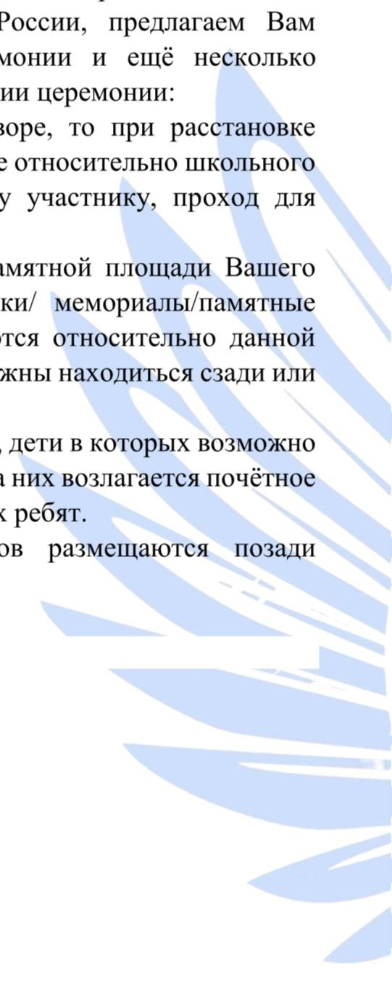 России, предлагаем Вам
монии и ещё несколько
ии церемонии:
воре, то при расстановке
е относительно школьного
у участнику, проход для
амятной площади Вашего
ки/ мемориалы/памятные
тся относительно данной
жны находиться сзади или
, дети в которых возможно
а них возлагается почётное
х ребят.
ов размещаются позади